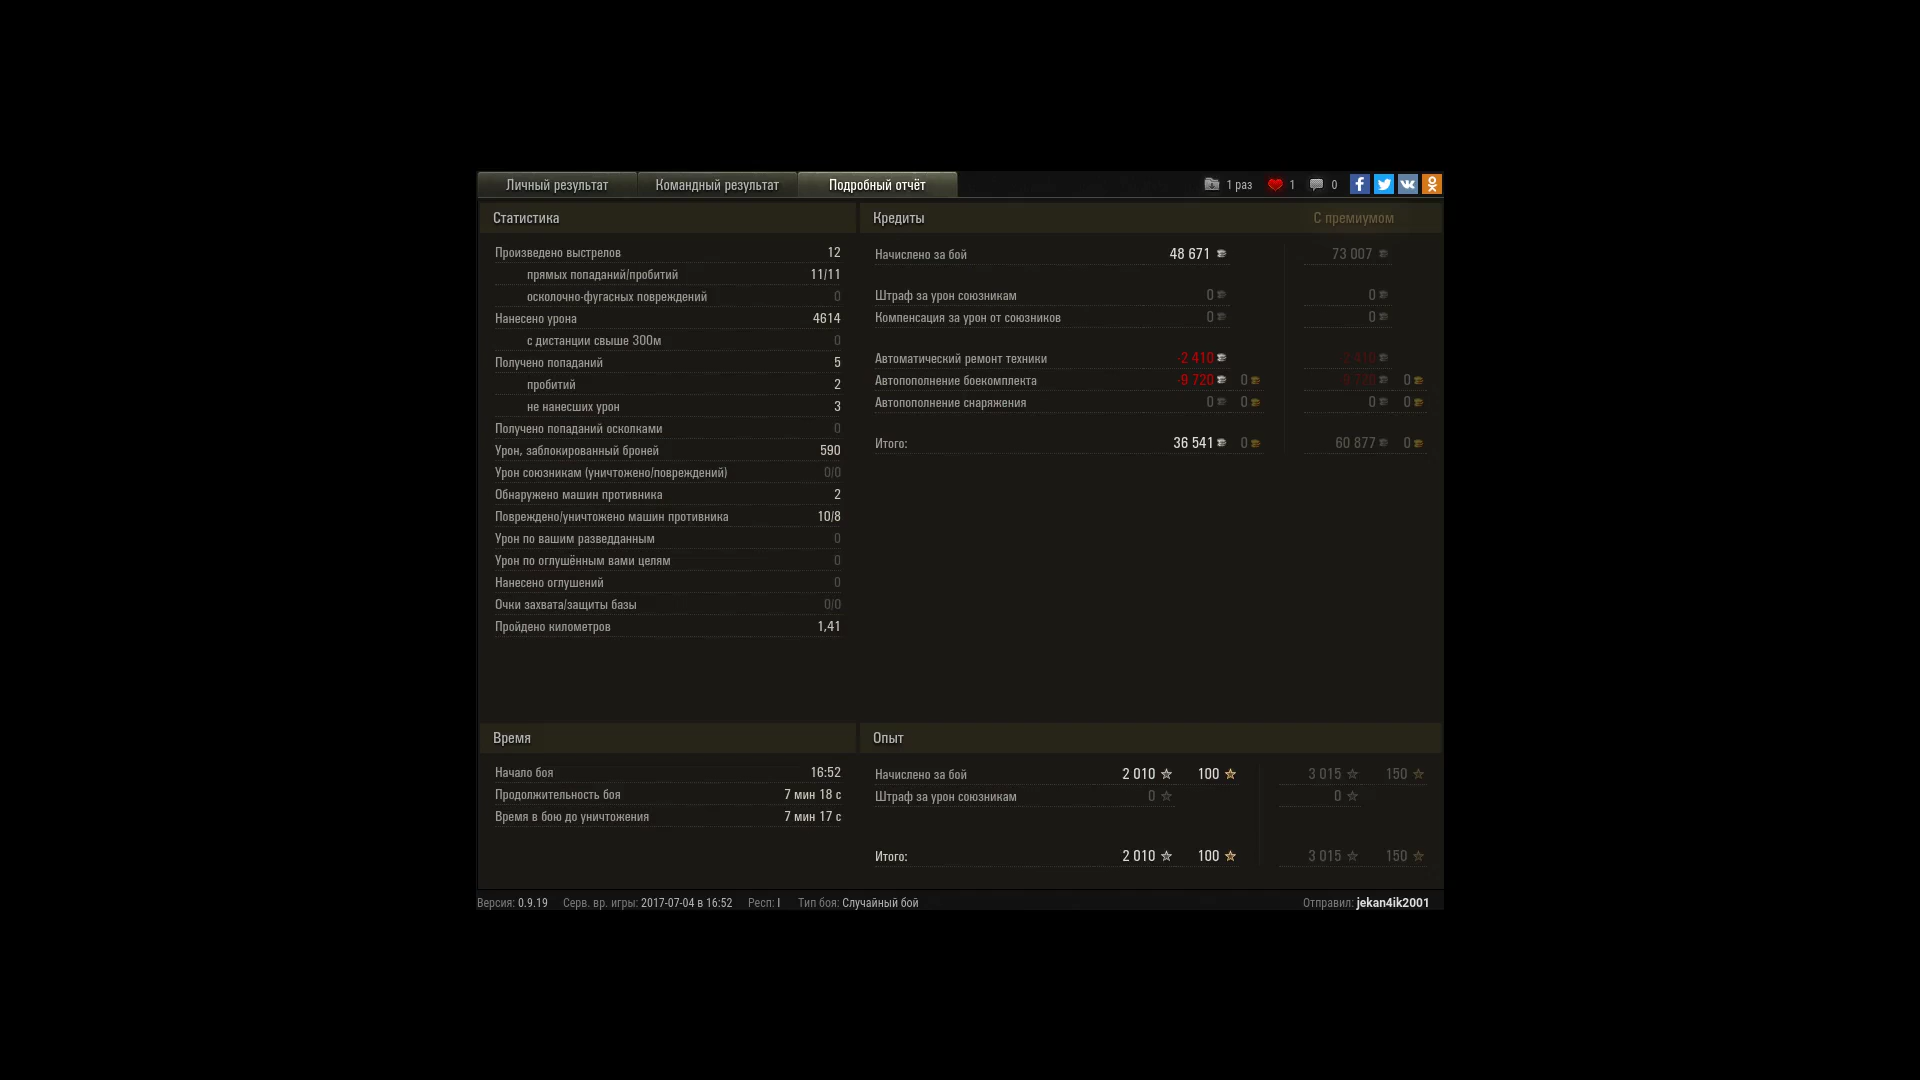 Личный результат Командный результат Подробный отчёт 1 раз 1 0
Статистика
Произведено выстрелов 12
прямых попаданий/пробитий 11/11
осколочно-фугасных повреждений 0
Нанесено урона 4614
с дистанции свыше 300м 0
Получено попаданий 5
пробитий 2
не нанесших урон 3
Получено попаданий осколками 0
Урон, заблокированный броней 590
Урон союзникам (уничтожено/повреждений) 0/0
Обнаружено машин противника 2
Повреждено/уничтожено машин противника 10/8
Урон по вашим разведданным 0
Урон по оглушённым вами целям 0
Нанесено оглушений 0
Очки захвата/защиты базы 0/0
Пройдено километров 1,41
Кредиты С премиумом
Начислено за бой 48 671 73 007
Штраф за урон союзникам 0 0
Компенсация за урон от союзников 0 0
Автоматический ремонт техники -2 410 -2 410
Автопополнение боекомплекта -9 720 0 -9 720 0
Автопополнение снаряжения 0 0 0 0
Итого: 36 541 0 60 877 0
Время
Начало боя 16:52
Продолжительность боя 7 мин 18 с
Время в бою до уничтожения 7 мин 17 с
Опыт
Начислено за бой 2 010 100 3 015 150
Штраф за урон союзникам 0 0
Итого: 2 010 100 3 015 150
Версия: 0.9.19 Серв. вр. игры: 2017-07-04 в 16:52 Респ: I Тип боя: Случайный бой Отправил: jekan4ik2001